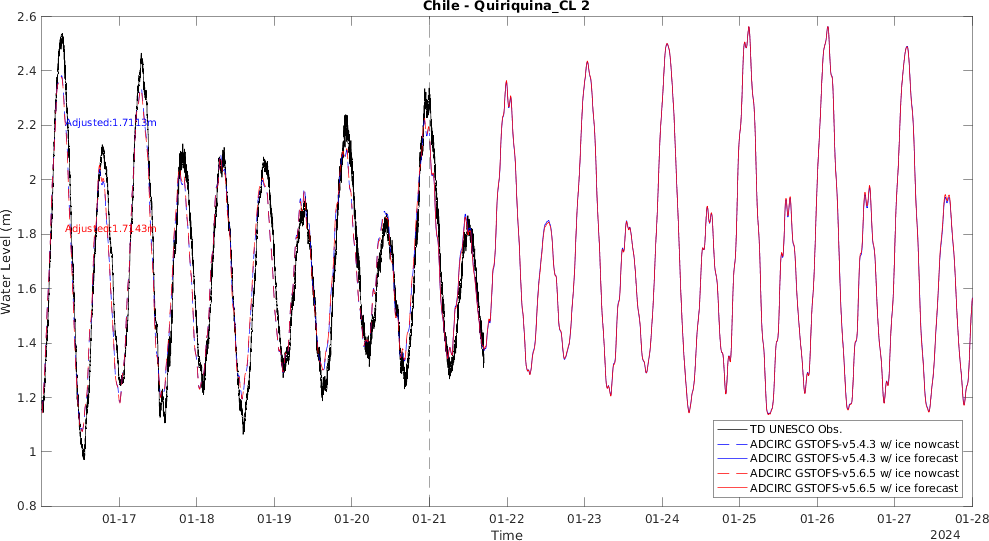 Chile - Quiriquina_CL 2
2.6
2.4
2.2
2
1.8
1.6
1.4
1.2
1
0.8
Water Level (m)
Adjusted:1.7113m
Adjusted:1.7143m
TD UNESCO Obs.
ADCIRC GSTOFS-v5.4.3 w/ ice nowcast
ADCIRC GSTOFS-v5.4.3 w/ ice forecast
ADCIRC GSTOFS-v5.6.5 w/ ice nowcast
ADCIRC GSTOFS-v5.6.5 w/ ice forecast
01-17 01-18 01-19 01-20 01-21 01-22 01-23 01-24 01-25 01-26 01-27 01-28
Time
2024